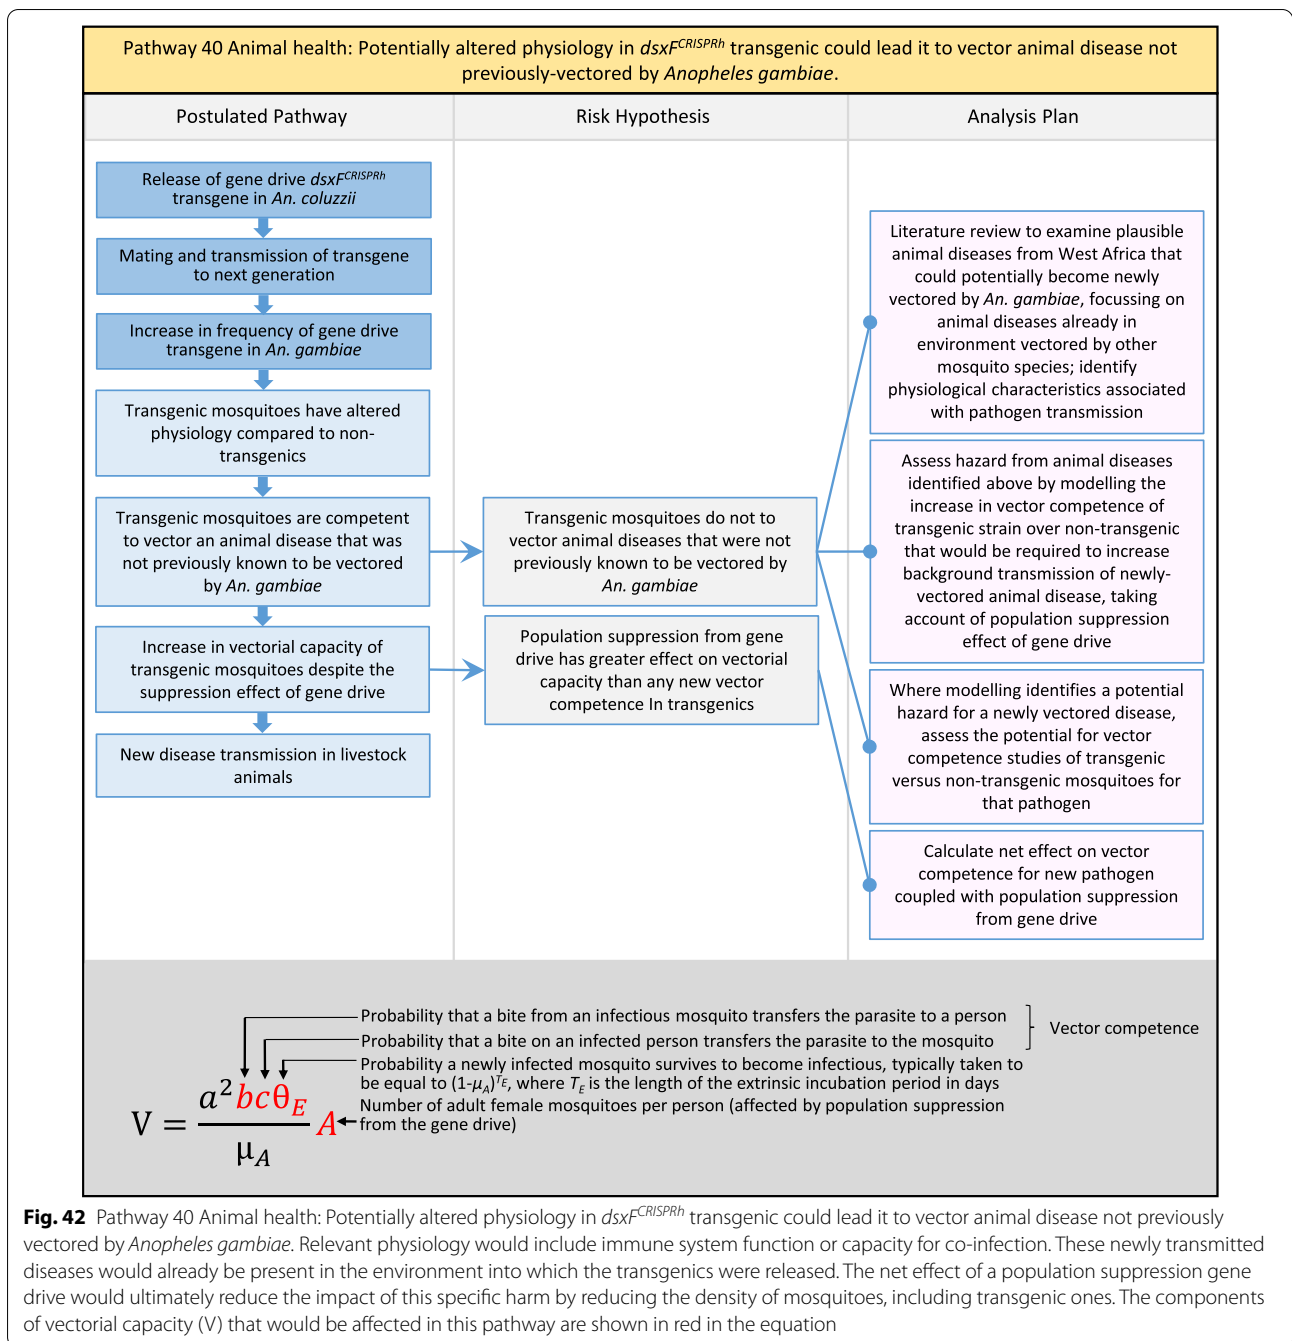 Pathway 40 Animal health: Potentially altered physiology in dsxF^CRISPRh transgenic could lead it to vector animal disease not
previously-vectored by Anopheles gambiae.
Postulated Pathway
Risk Hypothesis
Analysis Plan
Release of gene drive dsxF^CRISPRh
transgene in An. coluzzii
Mating and transmission of transgene
to next generation
Increase in frequency of gene drive
transgene in An. gambiae
Transgenic mosquitoes have altered
physiology compared to non-
transgenics
Transgenic mosquitoes are competent
to vector an animal disease that was
not previously known to be vectored
by An. gambiae
Increase in vectorial capacity of
transgenic mosquitoes despite the
suppression effect of gene drive
New disease transmission in livestock
animals
Transgenic mosquitoes do not to
vector animal diseases that were not
previously known to be vectored by
An. gambiae
Population suppression from gene
drive has greater effect on vectorial
capacity than any new vector
competence In transgenics
Literature review to examine plausible
animal diseases from West Africa that
could potentially become newly
vectored by An. gambiae, focussing on
animal diseases already in
environment vectored by other
mosquito species; identify
physiological characteristics associated
with pathogen transmission
Assess hazard from animal diseases
identified above by modelling the
increase in vector competence of
transgenic strain over non-transgenic
that would be required to increase
background transmission of newly-
vectored animal disease, taking
account of population suppression
effect of gene drive
Where modelling identifies a potential
hazard for a newly vectored disease,
assess the potential for vector
competence studies of transgenic
versus non-transgenic mosquitoes for
that pathogen
Calculate net effect on vector
competence for new pathogen
coupled with population suppression
from gene drive
Probability that a bite from an infectious mosquito transfers the parasite to a person
Probability that a bite on an infected person transfers the parasite to the mosquito
Vector competence
Probability a newly infected mosquito survives to become infectious, typically taken to
be equal to (1-μ_A)^T_E, where T_E is the length of the extrinsic incubation period in days
Number of adult female mosquitoes per person (affected by population suppression
from the gene drive)
V = a²bcθ_E / μ_A A
Fig. 42 Pathway 40 Animal health: Potentially altered physiology in dsxF^CRISPRh transgenic could lead it to vector animal disease not previously
vectored by Anopheles gambiae. Relevant physiology would include immune system function or capacity for co-infection. These newly transmitted
diseases would already be present in the environment into which the transgenics were released. The net effect of a population suppression gene
drive would ultimately reduce the impact of this specific harm by reducing the density of mosquitoes, including transgenic ones. The components
of vectorial capacity (V) that would be affected in this pathway are shown in red in the equation